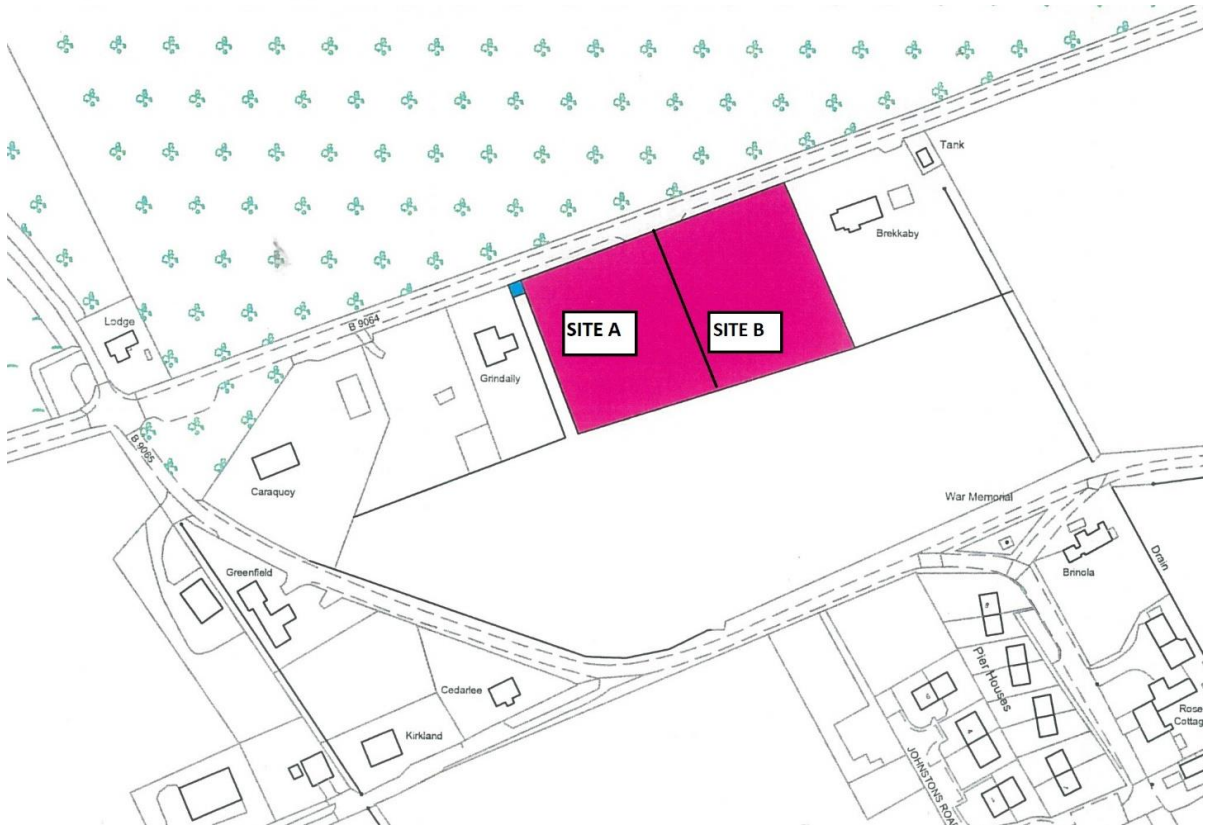 Tank
Brekkaby
Lodge
B 9064
SITE A
SITE B
Grindally
B 9065
Caraquoy
War Memorial
Greenfield
Brinola
Drain
Pier Houses
Cedarlee
Kirkland
Rose
Cottag
JOHNSTONS ROAD